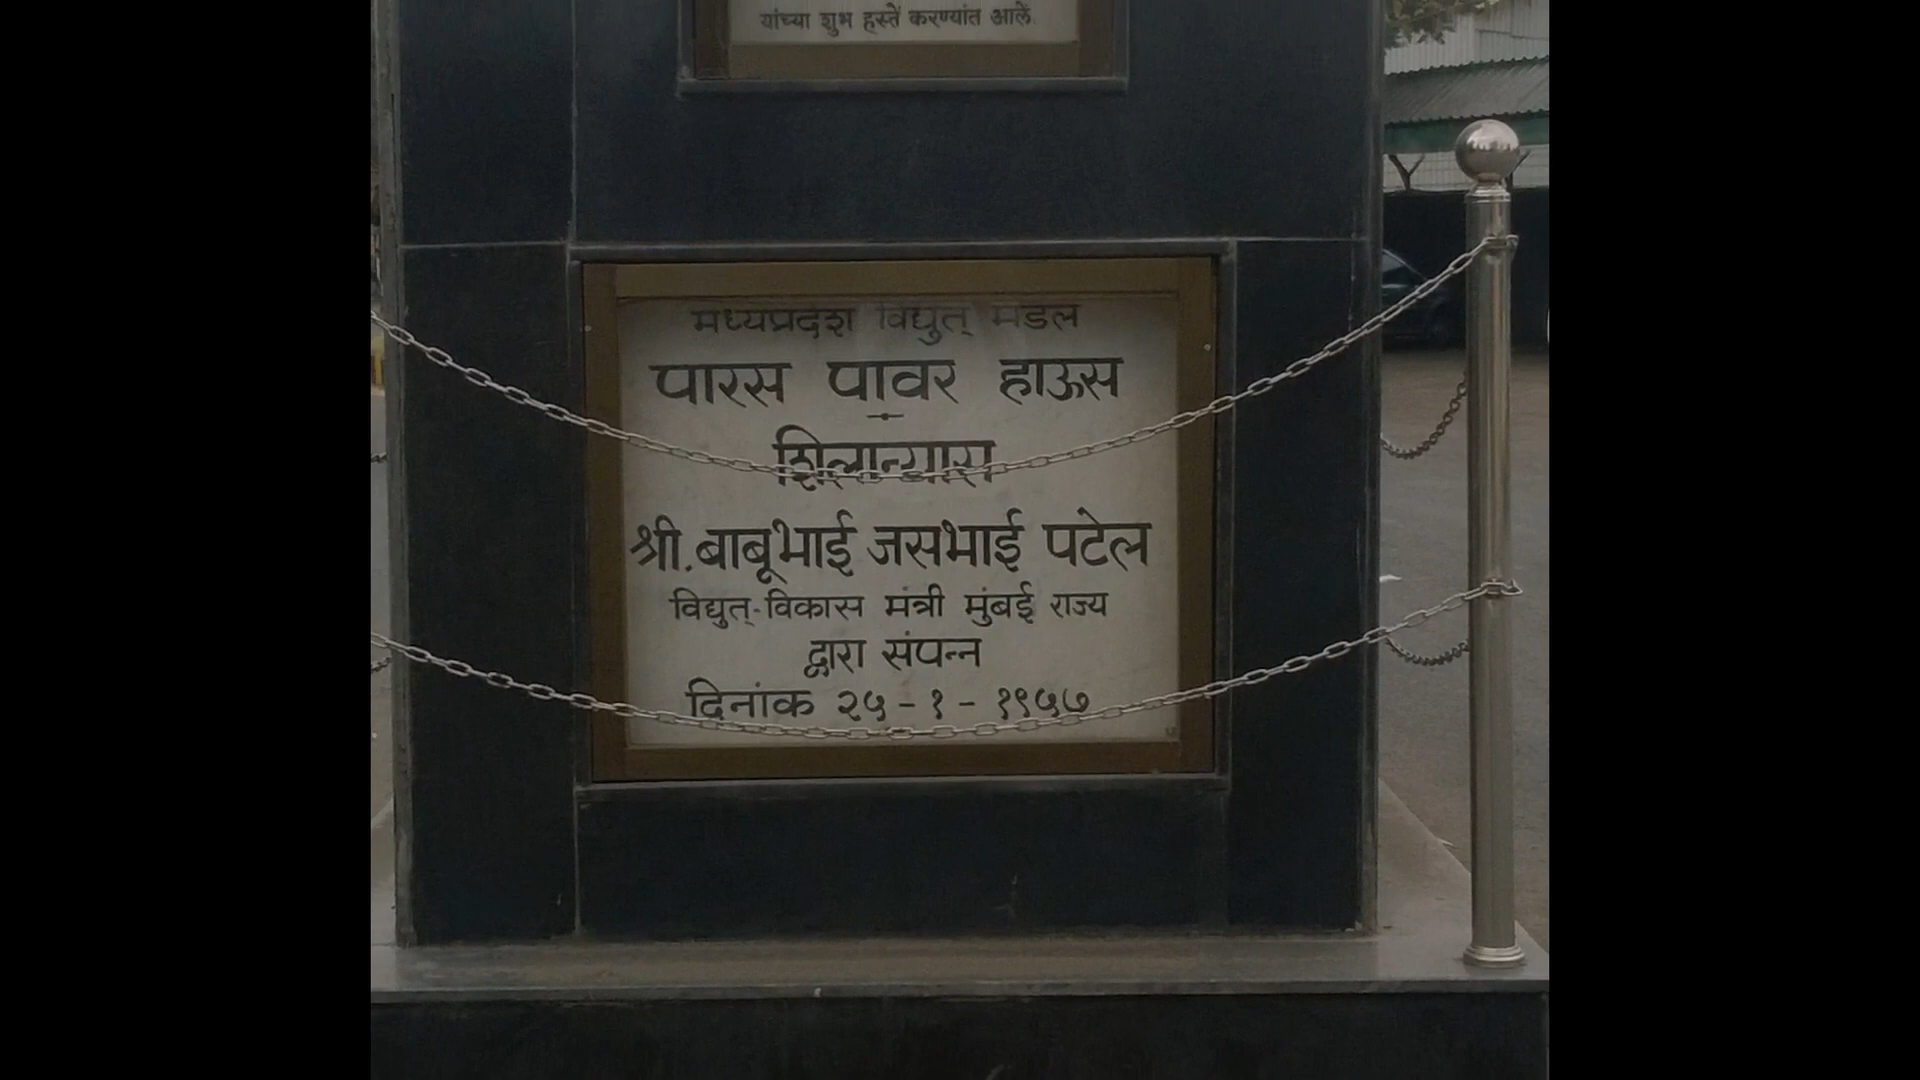 यांच्या शुभ हस्तें करण्यांत आलें.
मध्यप्रदेश विद्युत् मंडल
पारस पावर हाऊस
शिलान्यास
श्री. बाबूभाई जसभाई पटेल
विद्युत्-विकास मंत्री मुंबई राज्य
द्वारा संपन्न
दिनांक २५-१-१९५७